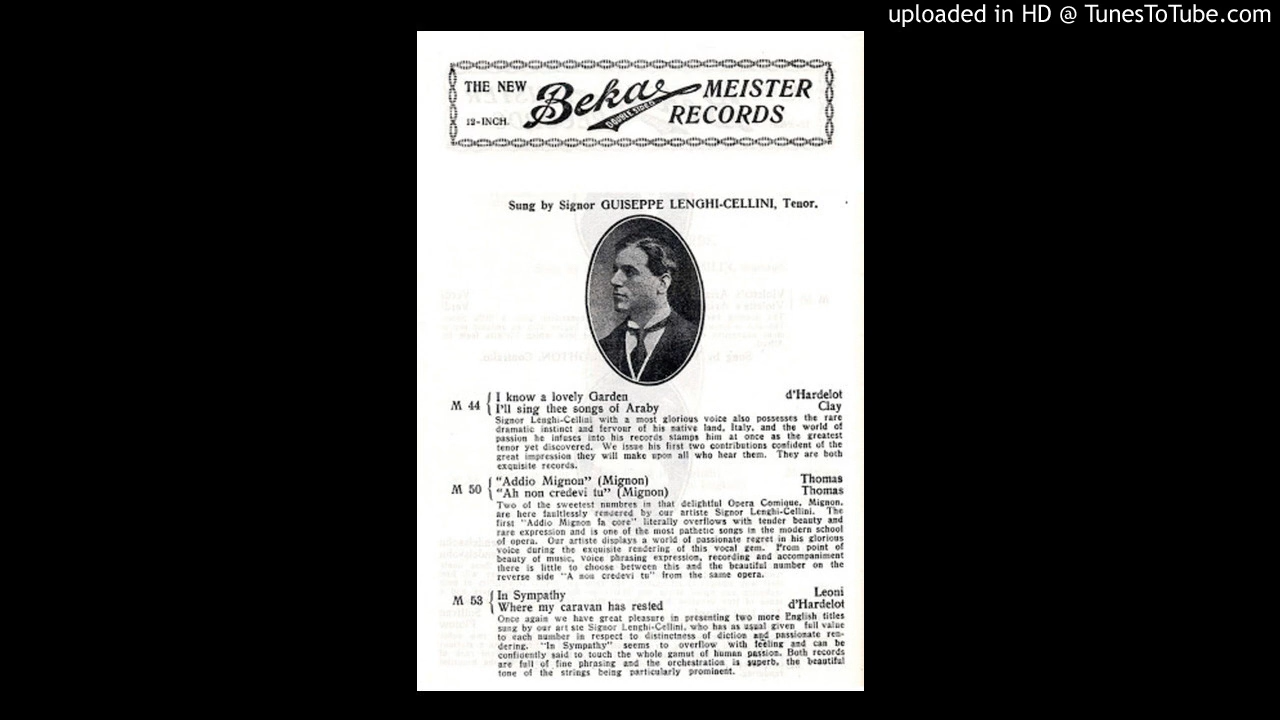 uploaded in HD @ TunesToTube.com
THE NEW Beka MEISTER
12-INCH. DOUBLE SIDED RECORDS
Sung by Signor GUISEPPE LENGHI-CELLINI, Tenor.
M 44 { I know a lovely Garden d'Hardelot
I'll sing thee songs of Araby Clay
Signor Lenghi-Cellini with a most glorious voice also possesses the rare
dramatic instinct and fervour of his native land, Italy, and the world of
passion he infuses into his records stamps him at once as the greatest
tenor yet discovered. We issue his first two contributions confident of the
great impression they will make upon all who hear them. They are both
exquisite records.
M 50 { "Addio Mignon" (Mignon) Thomas
"Ah non credevi tu" (Mignon) Thomas
Two of the sweetest numbres in that delightful Opera Comique, Mignon,
are here faultlessly rendered by our artiste Signor Lenghi-Cellini. The
first "Addio Mignon fa core" literally overflows with tender beauty and
rare expression and is one of the most pathetic songs in the modern school
of opera. Our artiste displays a world of passionate regret in his glorious
voice during the exquisite rendering of this vocal gem. From point of
beauty of music, voice phrasing expression, recording and accompaniment
there is little to choose between this and the beautiful number on the
reverse side "A non credevi tu" from the same opera.
M 53 { In Sympathy Leoni
Where my caravan has rested d'Hardelot
Once again we have great pleasure in presenting two more English titles
sung by our art ste Signor Lenghi-Cellini, who has as usual given full value
to each number in respect to distinctness of diction and passionate ren-
dering. "In Sympathy" seems to overflow with feeling and can be
confidently said to touch the whole gamut of human passion. Both records
are full of fine phrasing and the orchestration is superb, the beautiful
tone of the strings being particularly prominent.